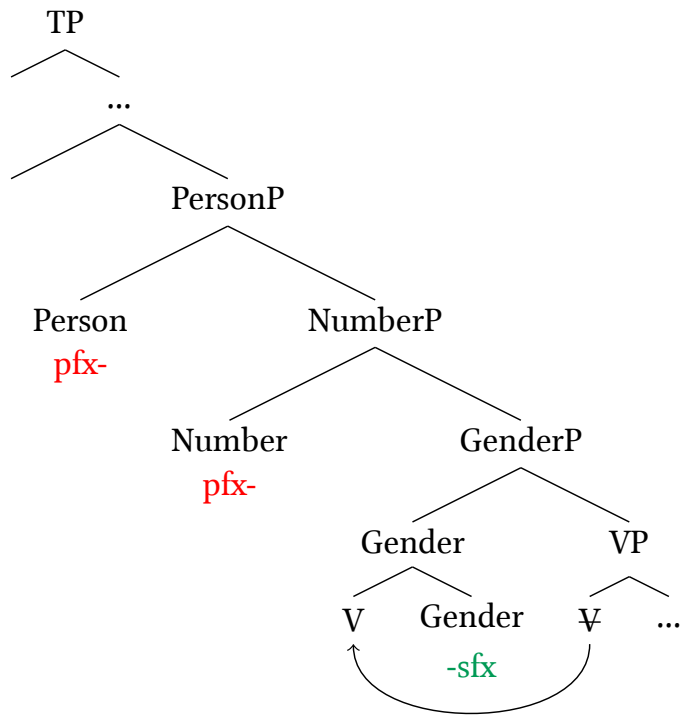 TP
...
PersonP
Person NumberP
pfx-
Number GenderP
pfx-
Gender VP
V Gender V ...
-sfx